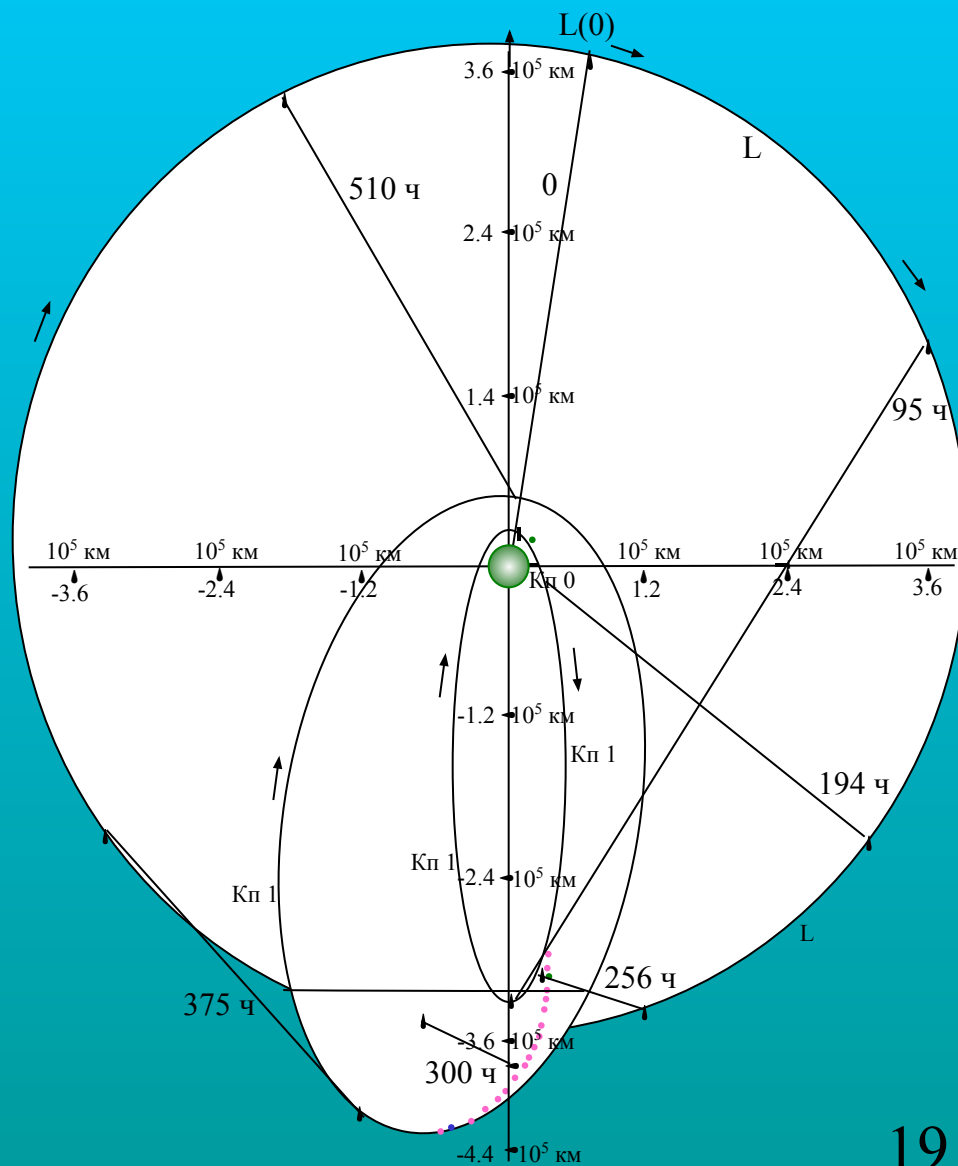 L(0)
3.6 10⁵ км
L
510 ч
0
2.4 10⁵ км
1.4 10⁵ км
95 ч
10⁵ км 10⁵ км 10⁵ км 10⁵ км 10⁵ км 10⁵ км
Кп 0
-3.6 -2.4 -1.2 1.2 2.4 3.6
-1.2 10⁵ км
Кп 1
194 ч
Кп 1
-2.4 10⁵ км
Кп 1
L
256 ч
375 ч
-3.6 10⁵ км
300 ч
19
-4.4 10⁵ км